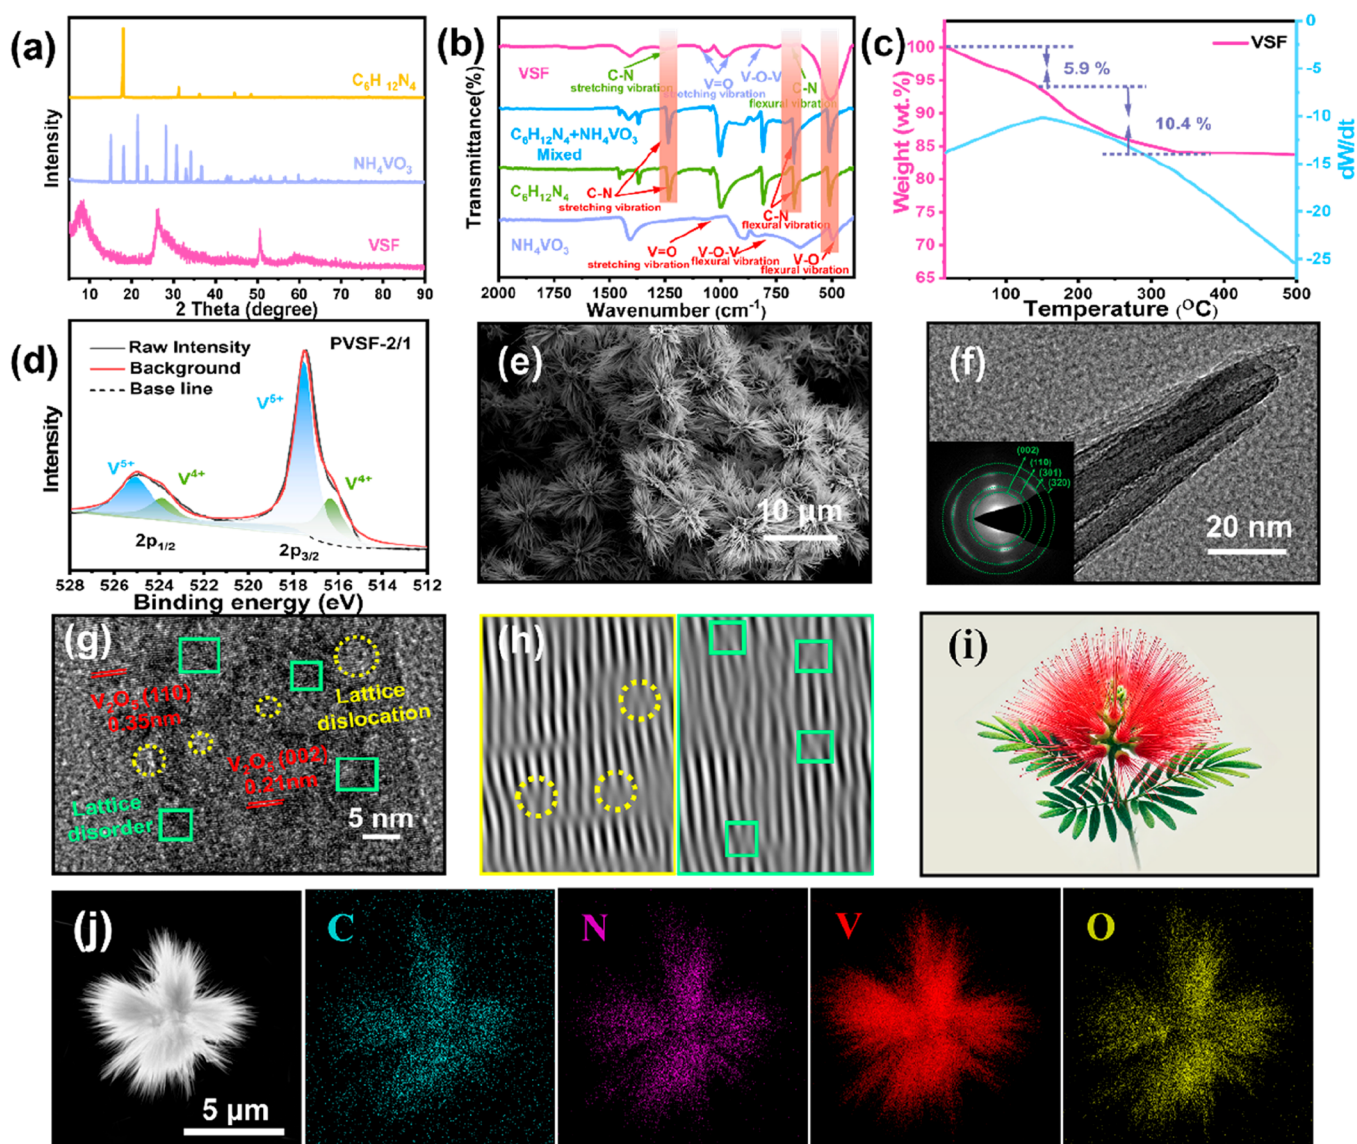 (a)
C₆H₁₂N₄
NH₄VO₃
VSF
Intensity
5 10 20 30 40 50 60 70 80 90
2 Theta (degree)
(b)
VSF
C-N
stretching vibration
V=O
stretching vibration
V-O-V
C-N
flexural vibration
C₆H₁₂N₄+NH₄VO₃
Mixed
C-N
stretching vibration
C₆H₁₂N₄
C-N
flexural vibration
NH₄VO₃
V=O
stretching vibration
V-O-V
flexural vibration
V-O
flexural vibration
Transmittance(%)
2000 1750 1500 1250 1000 750 500
Wavenumber (cm⁻¹)
(c)
VSF
5.9 %
10.4 %
Weight (wt.%)
100
95
90
85
80
75
70
65
dW/dt
0
-5
-10
-15
-20
-25
100 200 300 400 500
Temperature (°C)
(d)
Raw Intensity
Background
Base line
PVSF-2/1
V⁵⁺
V⁴⁺
V⁵⁺
V⁴⁺
2p₁/₂
2p₃/₂
Intensity
528 526 524 522 520 518 516 514 512
Binding energy (eV)
(e)
10 μm
(f)
(002)
(110)
(301)
(320)
20 nm
(g)
V₂O₅ (110)
0.35nm
Lattice
dislocation
V₂O₅ (002)
0.21nm
Lattice
disorder
5 nm
(h)
(i)
(j)
5 μm
C
N
V
O